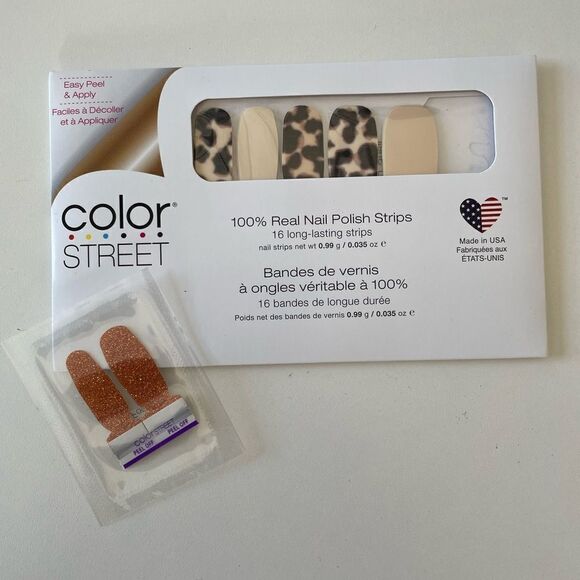 Easy Peel
& Apply
Faciles à Décoller
et à Appliquer
color®
STREET
100% Real Nail Polish Strips
16 long-lasting strips
nail strips net wt 0.99 g / 0.035 oz ℮
Bandes de vernis
à ongles véritable à 100%
16 bandes de longue durée
Poids net des bandes de vernis 0.99 g / 0.035 oz ℮
™
Made in USA
Fabriquées aux
ÉTATS-UNIS
COLORSTREET
PEEL OFF PEEL OFF